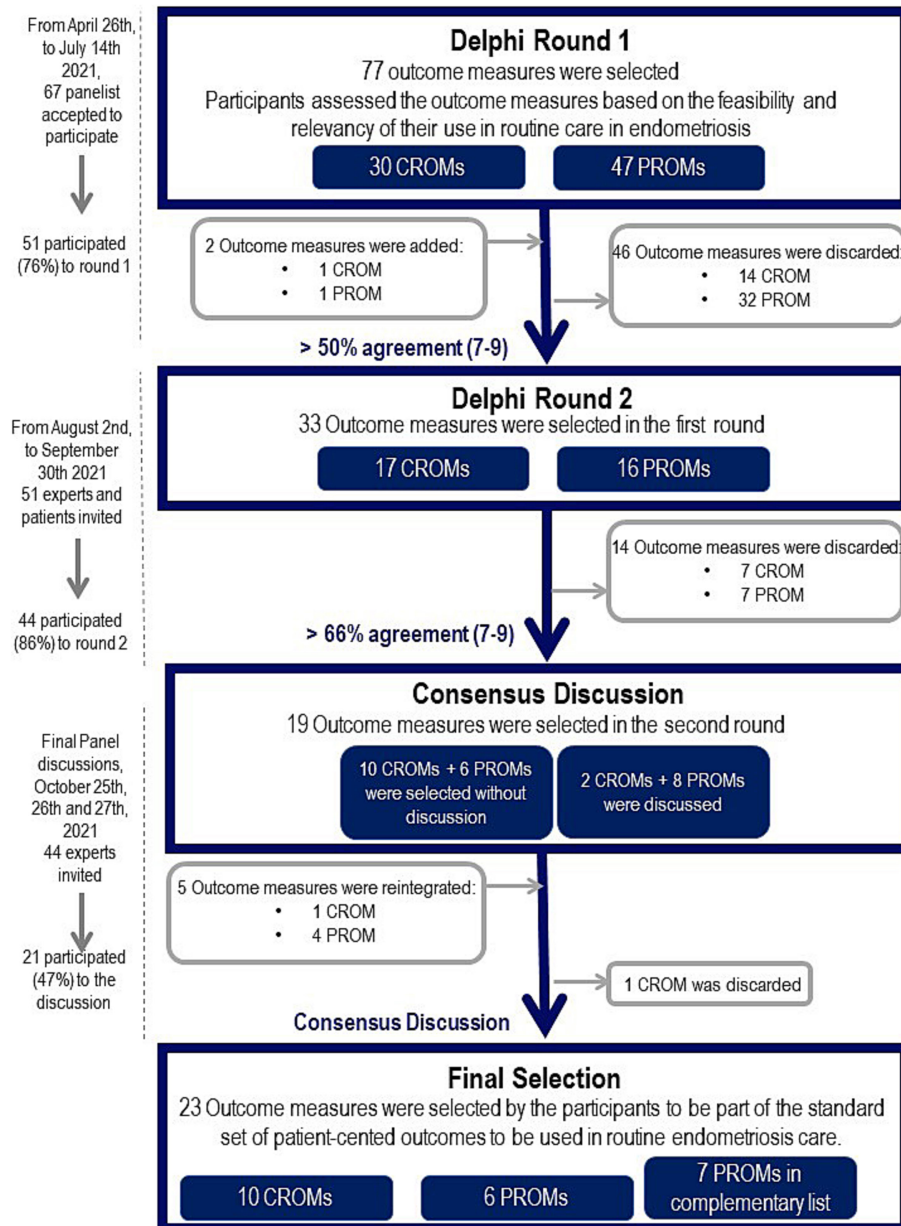 From April 26th,
to July 14th
2021,
67 panelist
accepted to
participate
51 participated
(76%) to round 1
Delphi Round 1
77 outcome measures were selected
Participants assessed the outcome measures based on the feasibility and
relevancy of their use in routine care in endometriosis
30 CROMs
47 PROMs
2 Outcome measures were added:
• 1 CROM
• 1 PROM
46 Outcome measures were discarded:
• 14 CROM
• 32 PROM
> 50% agreement (7-9)
From August 2nd,
to September
30th 2021
51 experts and
patients invited
44 participated
(86%) to round 2
Delphi Round 2
33 Outcome measures were selected in the first round
17 CROMs
16 PROMs
14 Outcome measures were discarded:
• 7 CROM
• 7 PROM
> 66% agreement (7-9)
Final Panel
discussions,
October 25th,
26th and 27th,
2021
44 experts
invited
21 participated
(47%) to the
discussion
Consensus Discussion
19 Outcome measures were selected in the second round
10 CROMs + 6 PROMs
were selected without
discussion
2 CROMs + 8 PROMs
were discussed
5 Outcome measures were reintegrated:
• 1 CROM
• 4 PROM
1 CROM was discarded
Consensus Discussion
Final Selection
23 Outcome measures were selected by the participants to be part of the standard
set of patient-cented outcomes to be used in routine endometriosis care.
10 CROMs
6 PROMs
7 PROMs in
complementary list